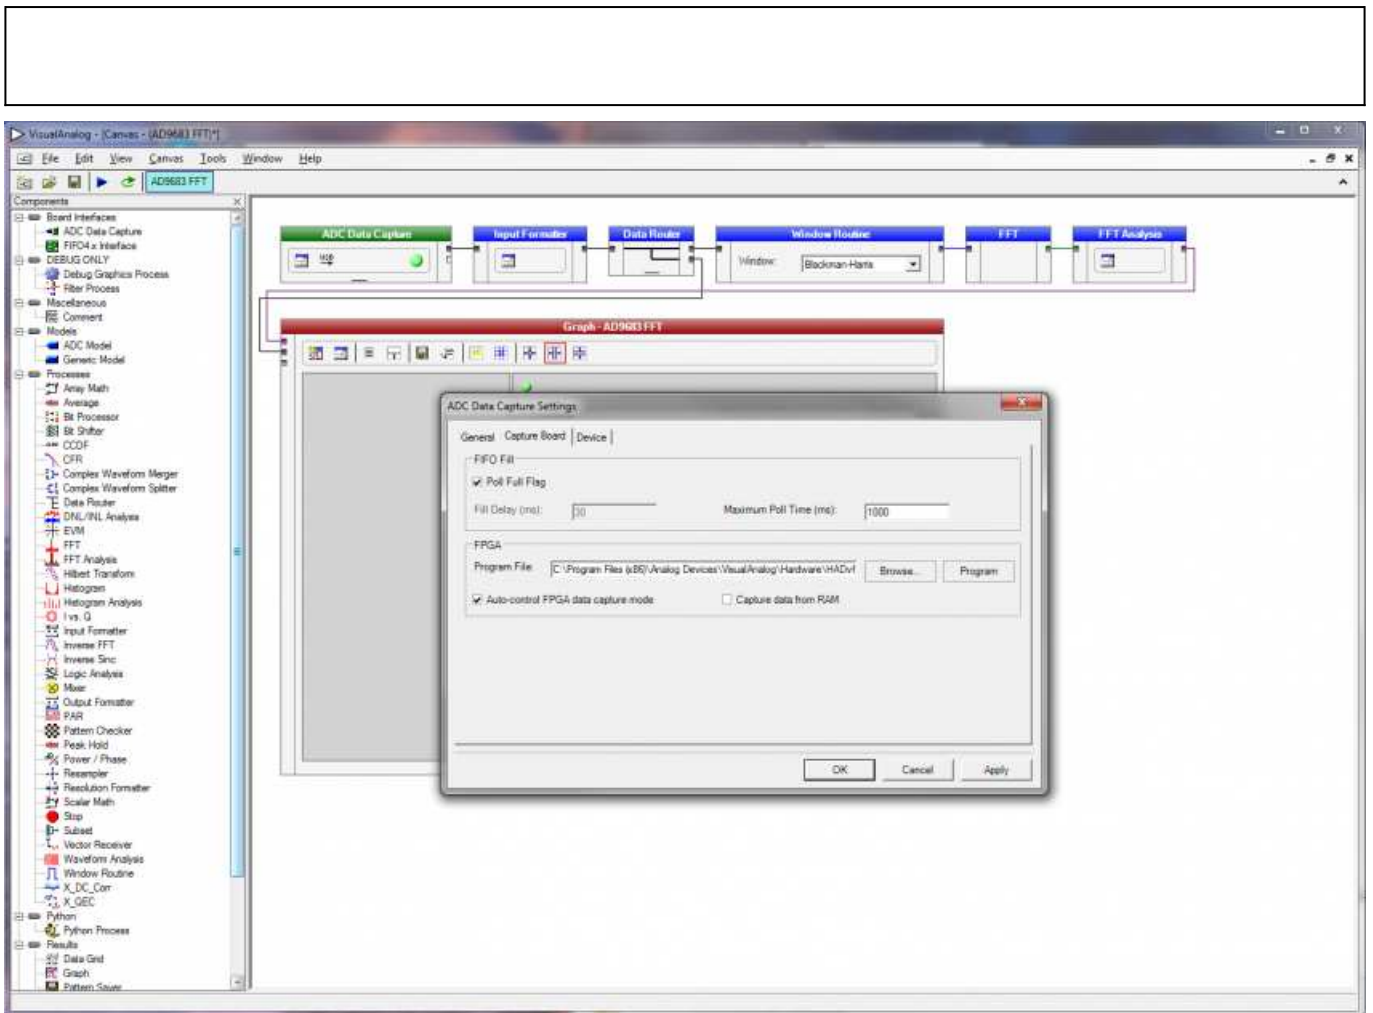 VisualAnalog - [Canvas - (AD9683 FFT)*]
File Edit View Canvas Tools Window Help
AD9683 FFT
Components
Board Interfaces
ADC Data Capture
FIFO4.x Interface
DEBUG ONLY
Debug Graphics Process
Filter Process
Miscellaneous
Comment
Models
ADC Model
Generic Model
Processes
Array Math
Average
Bit Processor
Bit Shifter
CCDF
CFR
Complex Waveform Merger
Complex Waveform Splitter
Data Router
DNL/INL Analysis
EVM
FFT
FFT Analysis
Hilbert Transform
Histogram
Histogram Analysis
I vs. Q
Input Formatter
Inverse FFT
Inverse Sinc
Logic Analysis
Mixer
Output Formatter
PAR
Pattern Checker
Peak Hold
Power / Phase
Resampler
Resolution Formatter
Scalar Math
Stop
Subset
Vector Receiver
Waveform Analysis
Window Routine
X_DC_Corr
X_QEC
Python
Python Process
Results
Data Grid
Graph
Pattern Saver
ADC Data Capture
USB
Input Formatter
Data Router
Window Routine
Window:
Blackman-Harris
FFT
FFT Analysis
Graph - AD9683 FFT
ADC Data Capture Settings
General Capture Board Device
FIFO Fill
Poll Full Flag
Fill Delay (ms): 30 Maximum Poll Time (ms): 1000
FPGA
Program File: C:\Program Files (x86)\Analog Devices\VisualAnalog\Hardware\HADv Browse... Program
Auto-control FPGA data capture mode Capture data from RAM
OK Cancel Apply